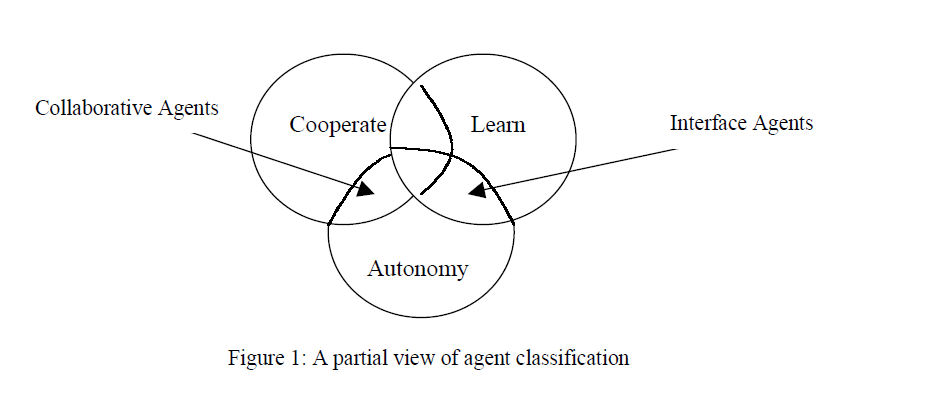 Collaborative Agents
Cooperate
Learn
Interface Agents
Autonomy
Figure 1: A partial view of agent classification